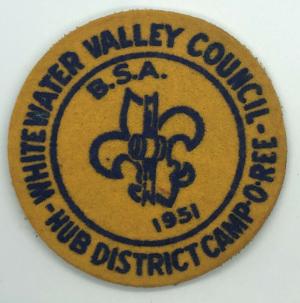 WHITEWATER VALLEY COUNCIL-
-HUB DISTRICT CAMP-O-REE
B.S.A.
1951